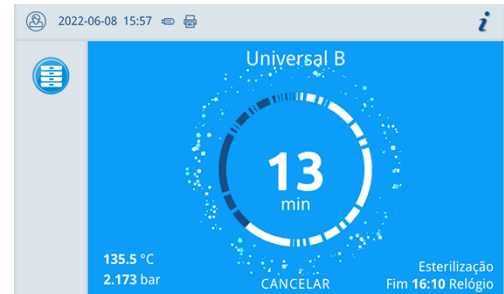 2022-06-08 15:57
i
Universal B
13
min
135.5 °C
2.173 bar
CANCELAR
Esterilização
Fim 16:10 Relógio